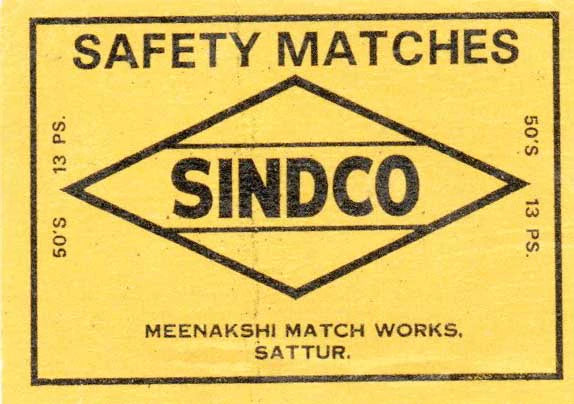 SAFETY MATCHES
50'S 13 PS.
SINDCO
50'S 13 PS.
MEENAKSHI MATCH WORKS,
SATTUR.